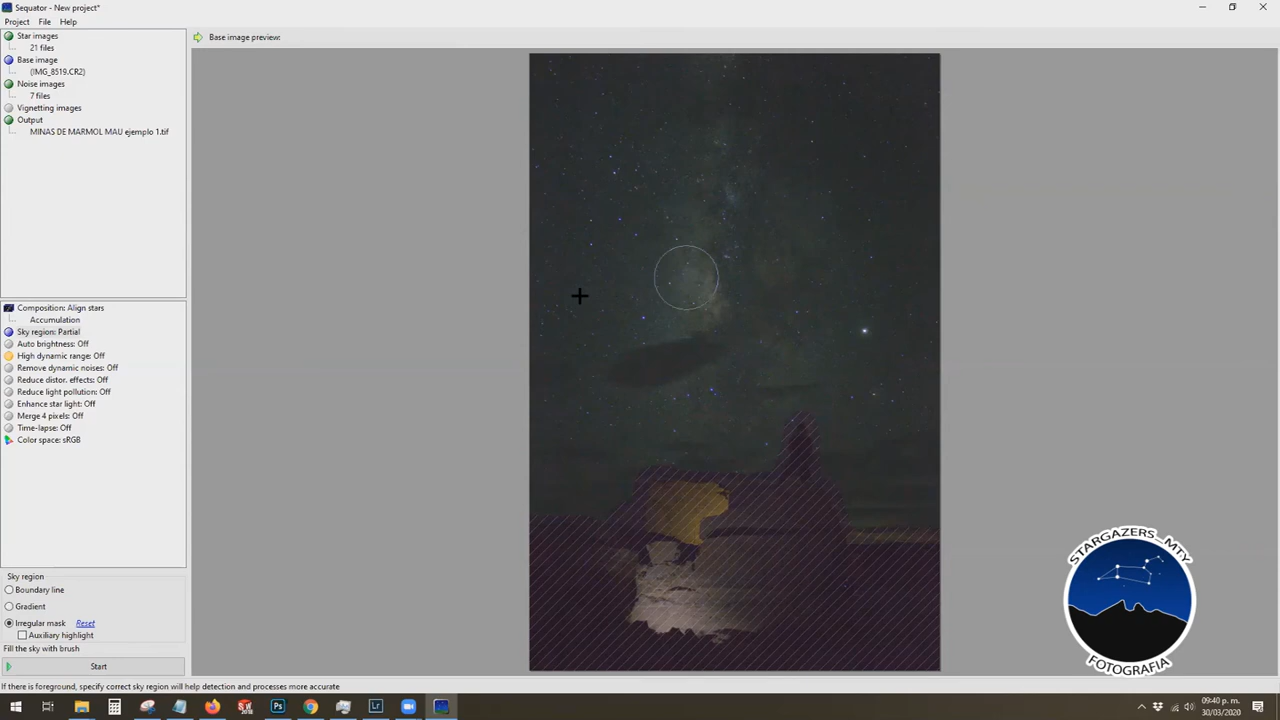 Sequator - New project*
Project File Help
Star images
21 files
Base image
(IMG_8519.CR2)
Noise images
7 files
Vignetting images
Output
MINAS DE MARMOL MAU ejemplo 1.tif
Base image preview:
Composition: Align stars
Accumulation
Sky region: Partial
Auto brightness: Off
High dynamic range: Off
Remove dynamic noises: Off
Reduce distor. effects: Off
Reduce light pollution: Off
Enhance star light: Off
Merge 4 pixels: Off
Time-lapse: Off
Color space: sRGB
Sky region
Boundary line
Gradient
Irregular mask Reset
Auxiliary highlight
Fill the sky with brush
Start
If there is foreground, specify correct sky region will help detection and processes more accurate
STARGAZERS_MTY
FOTOGRAFIA
SW
2018
Ps
Lr
09:40 p. m.
30/03/2020